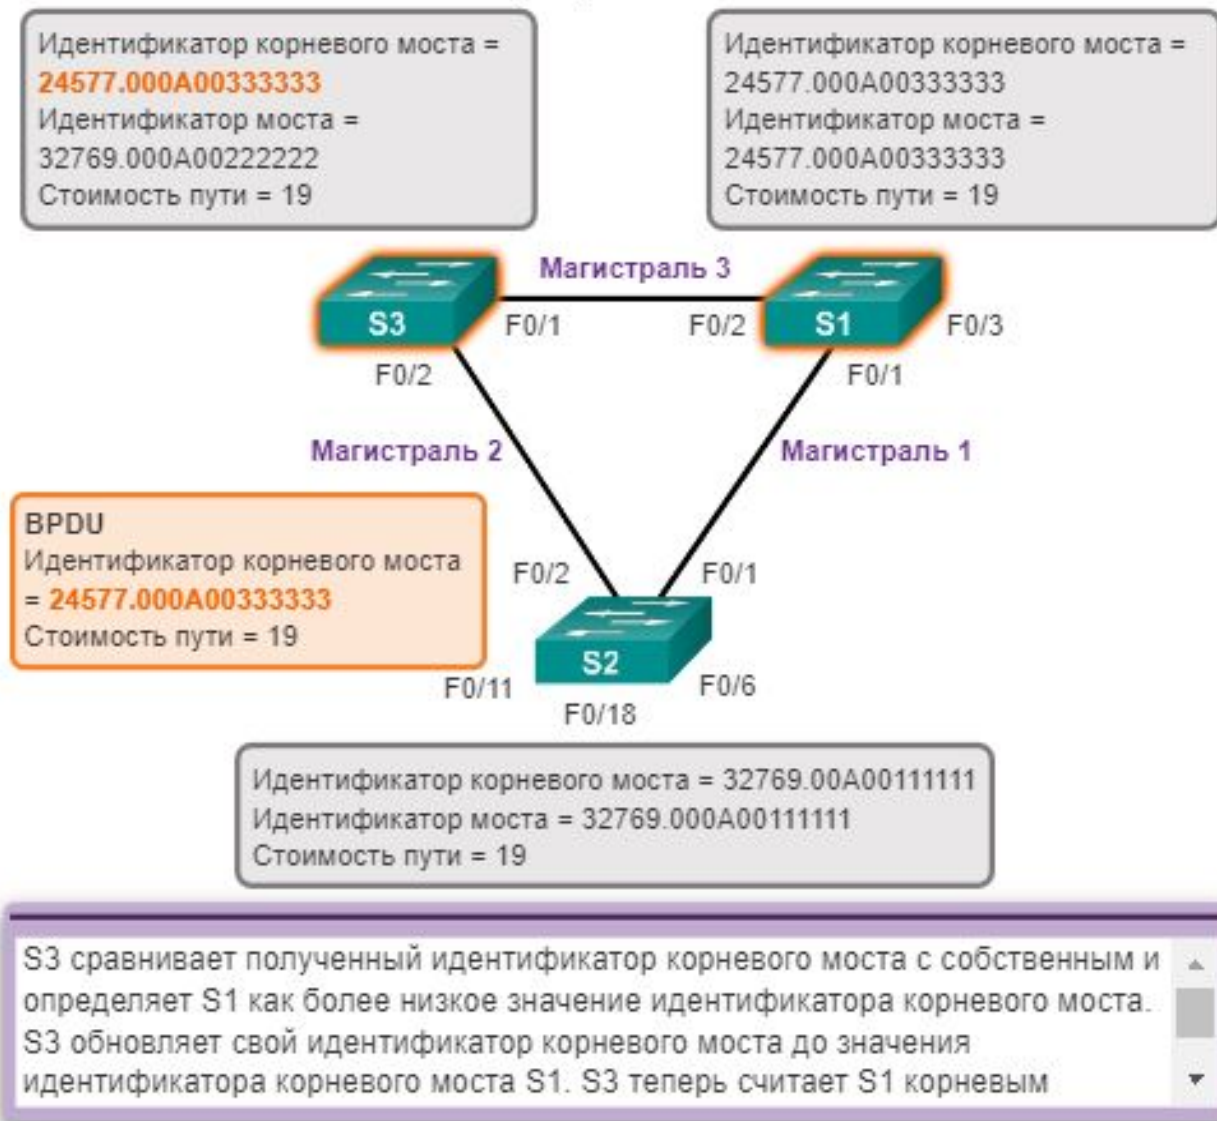 Идентификатор корневого моста =
24577.000A00333333
Идентификатор моста =
32769.000A00222222
Стоимость пути = 19
Идентификатор корневого моста =
24577.000A00333333
Идентификатор моста =
24577.000A00333333
Стоимость пути = 19
Магистраль 3
S3
F0/1
F0/2
S1
F0/3
F0/2
F0/1
Магистраль 2
Магистраль 1
BPDU
Идентификатор корневого моста
= 24577.000A00333333
Стоимость пути = 19
F0/2
F0/1
S2
F0/11
F0/6
F0/18
Идентификатор корневого моста = 32769.00A00111111
Идентификатор моста = 32769.000A00111111
Стоимость пути = 19
S3 сравнивает полученный идентификатор корневого моста с собственным и
определяет S1 как более низкое значение идентификатора корневого моста.
S3 обновляет свой идентификатор корневого моста до значения
идентификатора корневого моста S1. S3 теперь считает S1 корневым